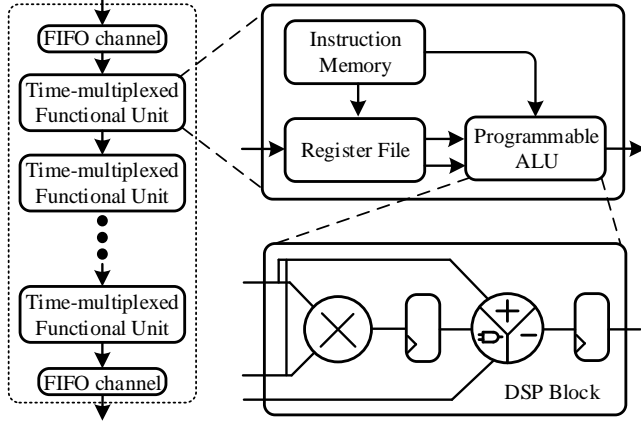 FIFO channel
Time-multiplexed
Functional Unit
Time-multiplexed
Functional Unit
Time-multiplexed
Functional Unit
FIFO channel
Instruction
Memory
Register File
Programmable
ALU
DSP Block